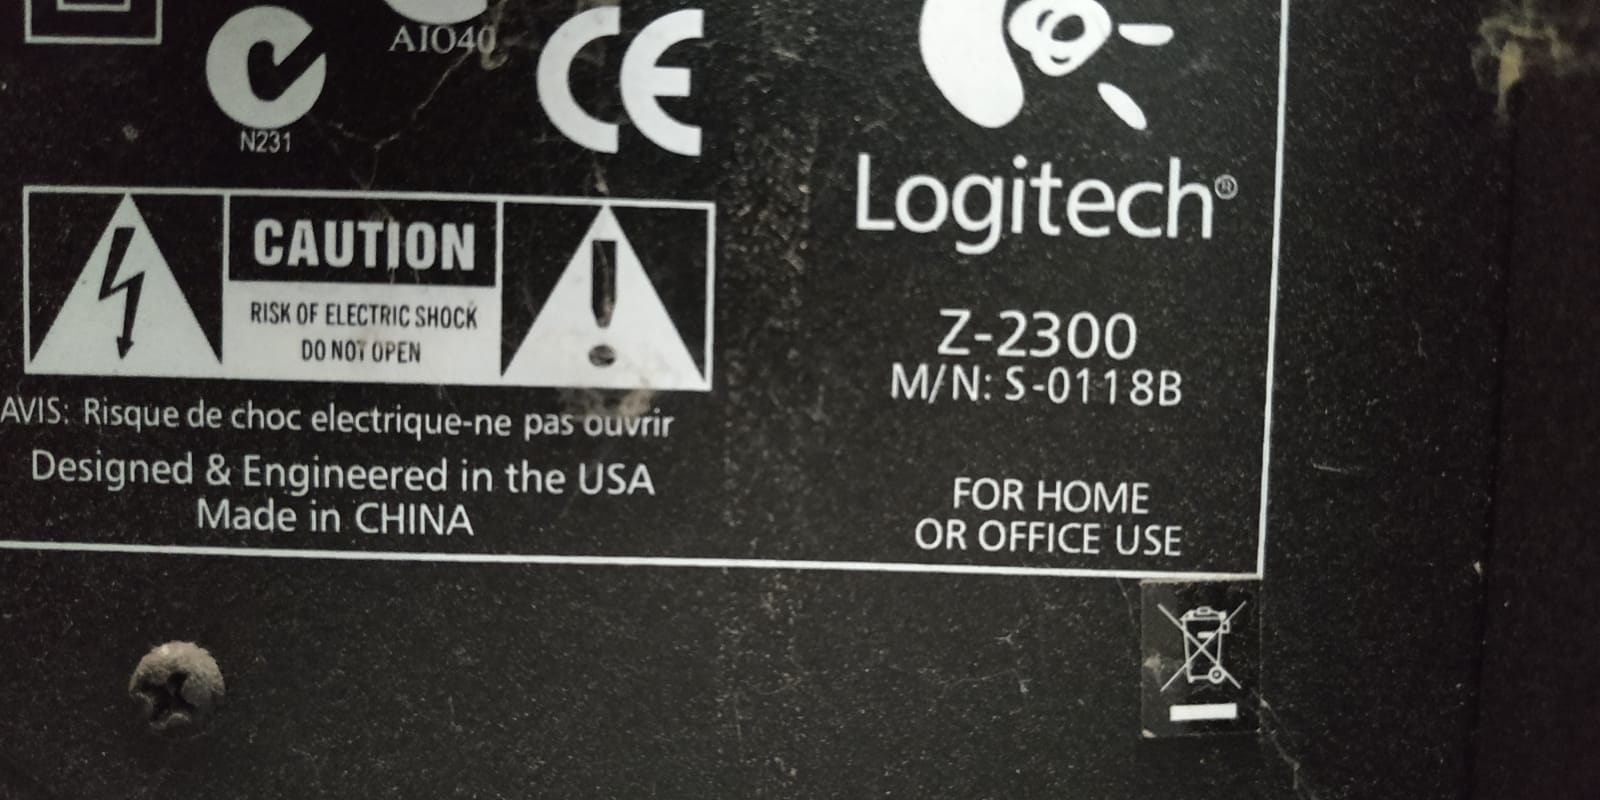 AIO40
N231
CE
CAUTION
RISK OF ELECTRIC SHOCK
DO NOT OPEN
AVIS: Risque de choc electrique-ne pas ouvrir
Designed & Engineered in the USA
Made in CHINA
Logitech®
Z-2300
M/N: S-0118B
FOR HOME
OR OFFICE USE